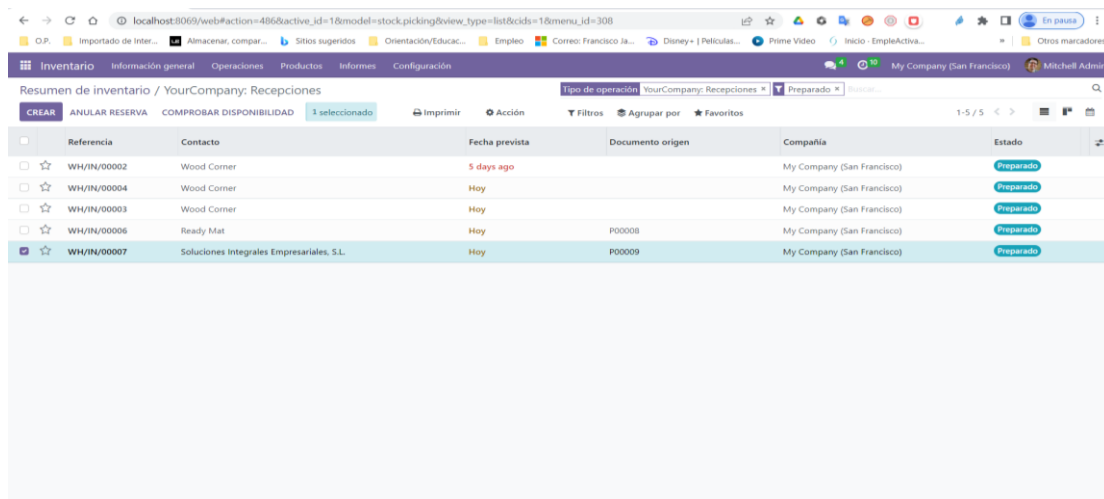 localhost:8069/web#action=486&active_id=1&model=stock.picking&view_type=list&cids=1&menu_id=308 En pausa
O.P. Importado de Inter... Almacenar, compar... Sitios sugeridos Orientación/Educac... Empleo Correo: Francisco Ja... Disney+ | Películas... Prime Video Inicio - EmpleActiva... » Otros marcadores
Inventario Información general Operaciones Productos Informes Configuración 4 10 My Company (San Francisco) Mitchell Admin
Resumen de inventario / YourCompany: Recepciones Tipo de operación YourCompany: Recepciones × Preparado × Buscar...
CREAR ANULAR RESERVA COMPROBAR DISPONIBILIDAD 1 seleccionado Imprimir Acción Filtros Agrupar por Favoritos 1-5 / 5
Referencia Contacto Fecha prevista Documento origen Compañía Estado
WH/IN/00002 Wood Corner 5 days ago My Company (San Francisco) Preparado
WH/IN/00004 Wood Corner Hoy My Company (San Francisco) Preparado
WH/IN/00003 Wood Corner Hoy My Company (San Francisco) Preparado
WH/IN/00006 Ready Mat Hoy P00008 My Company (San Francisco) Preparado
WH/IN/00007 Soluciones Integrales Empresariales, S.L. Hoy P00009 My Company (San Francisco) Preparado